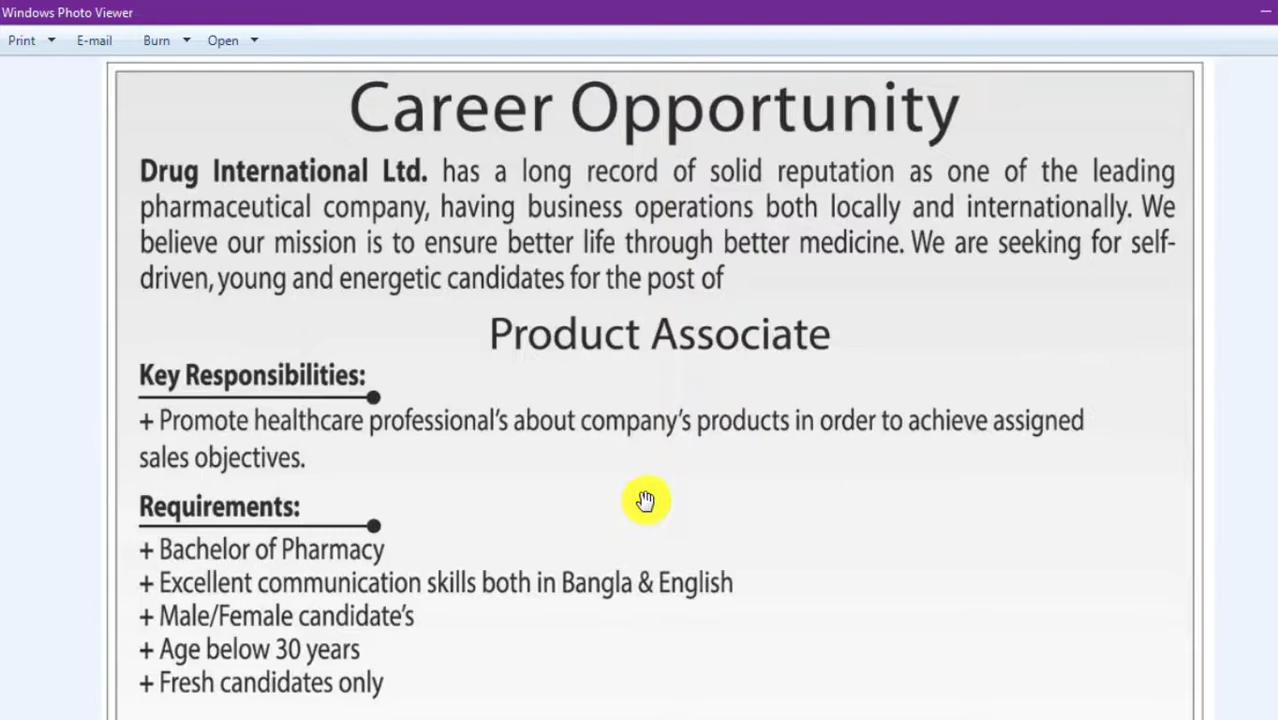 Windows Photo Viewer
Print E-mail Burn Open
Career Opportunity
Drug International Ltd. has a long record of solid reputation as one of the leading
pharmaceutical company, having business operations both locally and internationally. We
believe our mission is to ensure better life through better medicine. We are seeking for self-
driven, young and energetic candidates for the post of
Product Associate
Key Responsibilities:
+ Promote healthcare professional's about company's products in order to achieve assigned
sales objectives.
Requirements:
+ Bachelor of Pharmacy
+ Excellent communication skills both in Bangla & English
+ Male/Female candidate's
+ Age below 30 years
+ Fresh candidates only